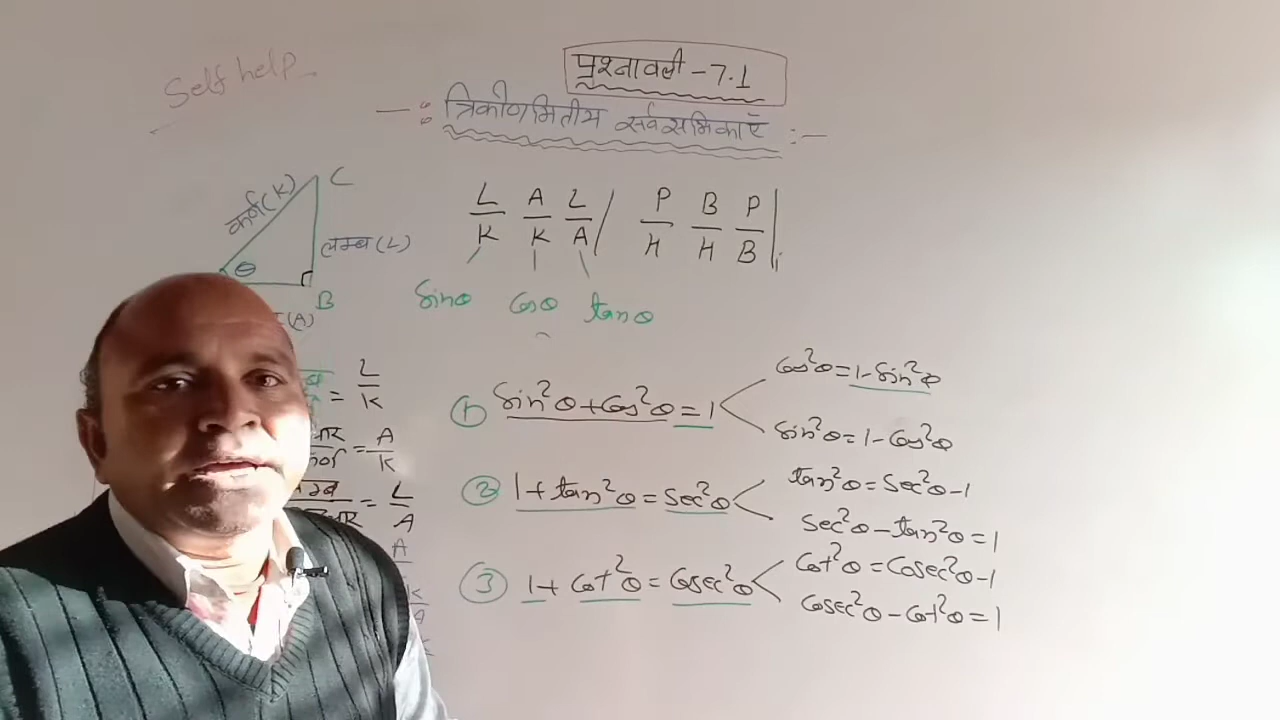 Self help
प्रश्नावली - 7.1
-: त्रिकोणमितीय सर्वसमिकाएँ :-
C
कर्ण(K)
लम्ब(L)
θ
B
(A)
L/K A/K L/A / P/H B/H P/B |
Sinθ Cosθ tanθ
= L/K
= A/K
= L/A
A
① Sin²θ + Cos²θ = 1
Cos²θ = 1 - Sin²θ
Sin²θ = 1 - Cos²θ
② 1 + tan²θ = Sec²θ
tan²θ = Sec²θ - 1
Sec²θ - tan²θ = 1
③ 1 + Cot²θ = Cosec²θ
Cot²θ = Cosec²θ - 1
Cosec²θ - Cot²θ = 1